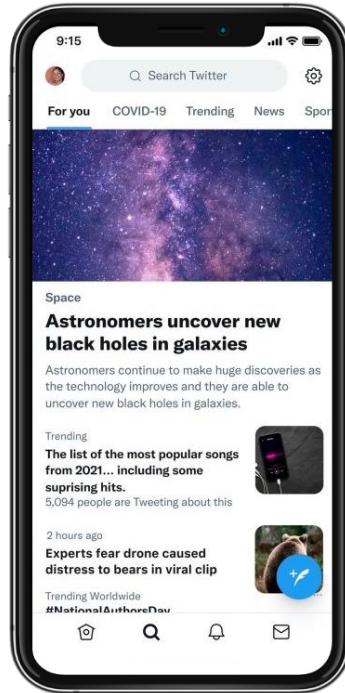 9:15
Search Twitter
For you COVID-19 Trending News Spor
Space
Astronomers uncover new
black holes in galaxies
Astronomers continue to make huge discoveries as
the technology improves and they are able to
uncover new black holes in galaxies.
Trending
The list of the most popular songs
from 2021... including some
suprising hits.
5,094 people are Tweeting about this
2 hours ago
Experts fear drone caused
distress to bears in viral clip
Trending Worldwide
#NationalAuthorsDay